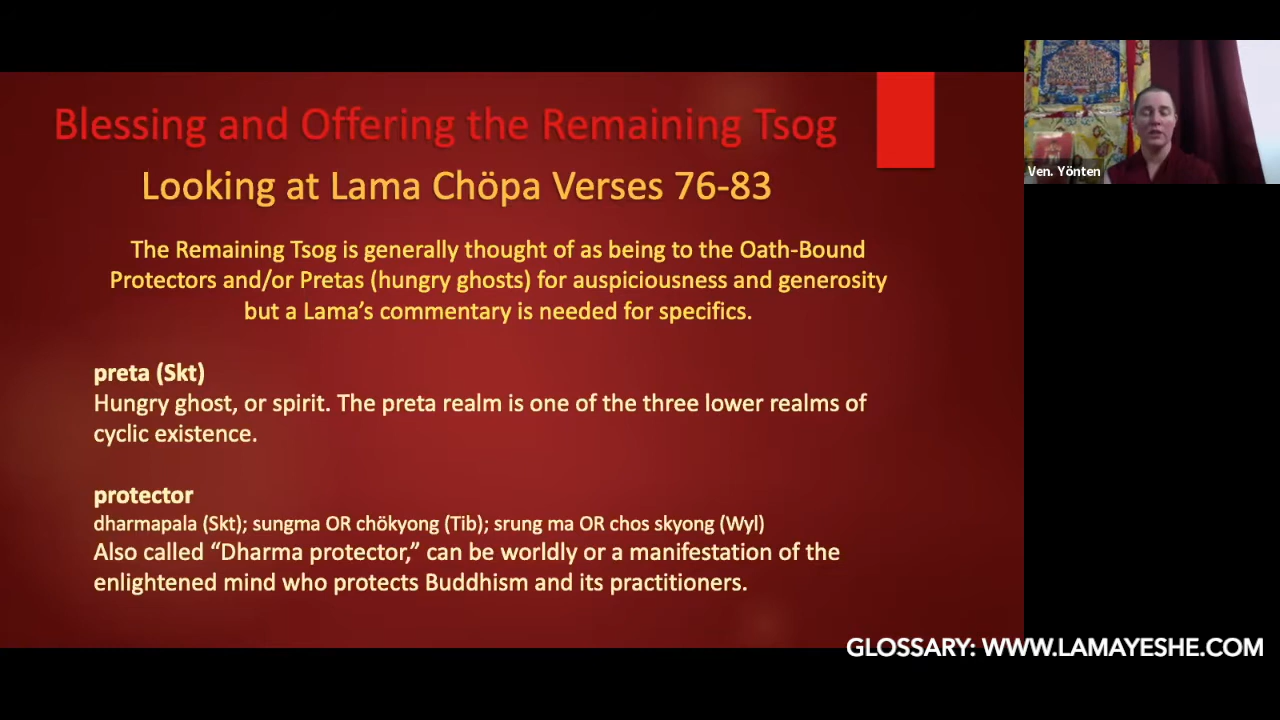 Blessing and Offering the Remaining Tsog
Looking at Lama Chöpa Verses 76-83
The Remaining Tsog is generally thought of as being to the Oath-Bound
Protectors and/or Pretas (hungry ghosts) for auspiciousness and generosity
but a Lama’s commentary is needed for specifics.
preta (Skt)
Hungry ghost, or spirit. The preta realm is one of the three lower realms of
cyclic existence.
protector
dharmapala (Skt); sungma OR chökyong (Tib); srung ma OR chos skyong (Wyl)
Also called “Dharma protector,” can be worldly or a manifestation of the
enlightened mind who protects Buddhism and its practitioners.
Ven. Yönten
GLOSSARY: WWW.LAMAYESHE.COM